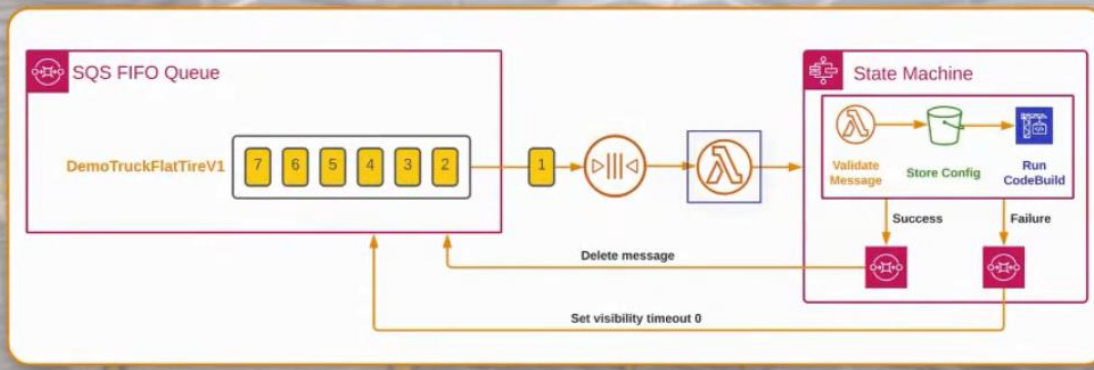 SQS FIFO Queue
State Machine
DemoTruckFlatTireV1
7 6 5 4 3 2
1
Validate
Message
Store Config
Run
CodeBuild
Success
Failure
Delete message
Set visibility timeout 0